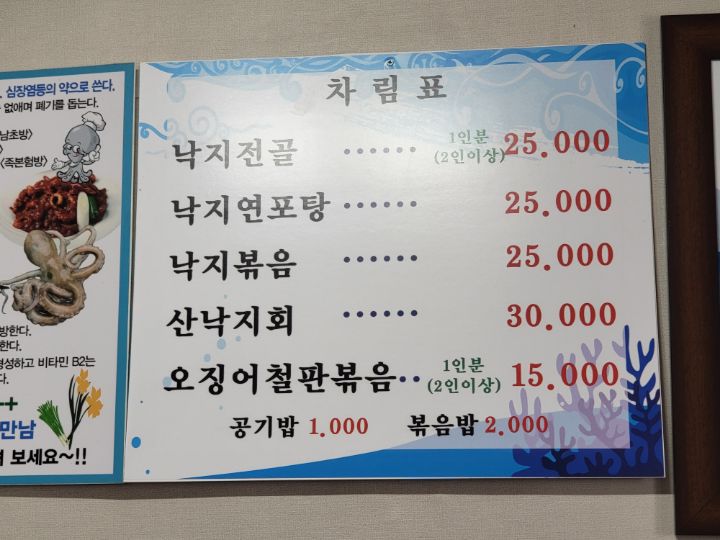 심장염등의 약으로 쓴다.
없애며 폐기를 돕는다.
남초방>
<족본험방>
방한다.
한다.
형성하고 비타민 B2는
다.
++
만남
보세요~!!
차림표
낙지전골 ······ 1인분 (2인이상) 25.000
낙지연포탕 ······ 25.000
낙지볶음 ······ 25.000
산낙지회 ······ 30.000
오징어철판볶음·· 1인분 (2인이상) 15.000
공기밥 1.000 볶음밥 2.000